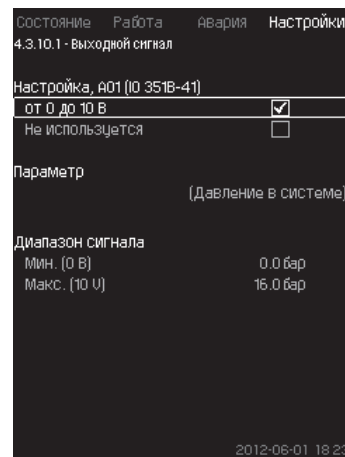 Состояние Работа Авария Настройки
4.3.10.1 - Выходной сигнал
Настройка, AO1 (IO 351B-41)
от 0 до 10 В
Не используется
Параметр
(Давление в системе)
Диапазон сигнала
Мин. (0 В) 0.0 бар
Макс. (10 V) 16.0 бар
2012-06-01 18:23